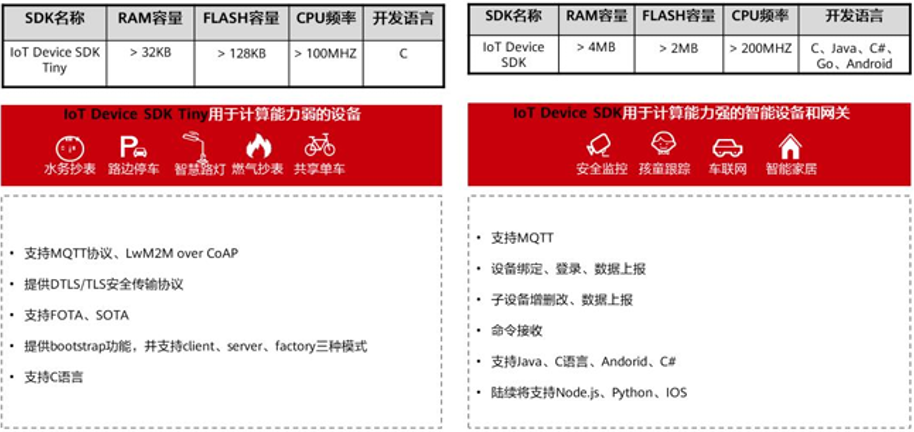 SDK名称 RAM容量 FLASH容量 CPU频率 开发语言
IoT Device SDK Tiny > 32KB > 128KB > 100MHZ C
IoT Device SDK Tiny用于计算能力弱的设备
水务抄表 路边停车 智慧路灯 燃气抄表 共享单车
• 支持MQTT协议、LwM2M over CoAP
• 提供DTLS/TLS安全传输协议
• 支持FOTA、SOTA
• 提供bootstrap功能，并支持client、server、factory三种模式
• 支持C语言
SDK名称 RAM容量 FLASH容量 CPU频率 开发语言
IoT Device SDK > 4MB > 2MB > 200MHZ C、Java、C#、Go、Android
IoT Device SDK用于计算能力强的智能设备和网关
安全监控 孩童跟踪 车联网 智能家居
• 支持MQTT
• 设备绑定、登录、数据上报
• 子设备增删改、数据上报
• 命令接收
• 支持Java、C语言、Andorid、C#
• 陆续将支持Node.js、Python、IOS